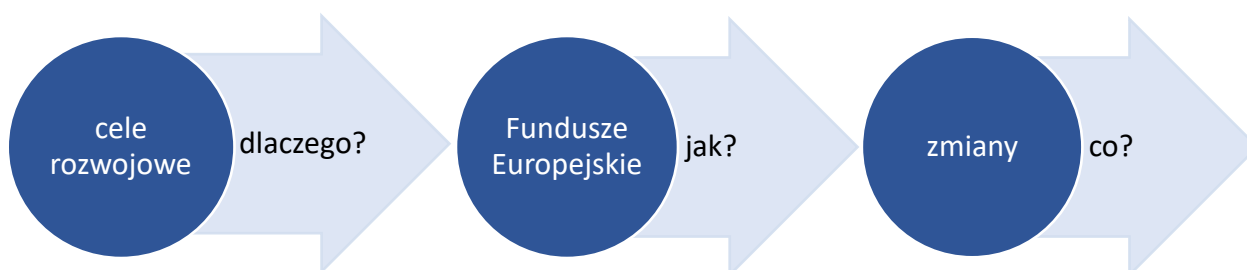 cele
rozwojowe
dlaczego?
Fundusze
Europejskie
jak?
zmiany
co?